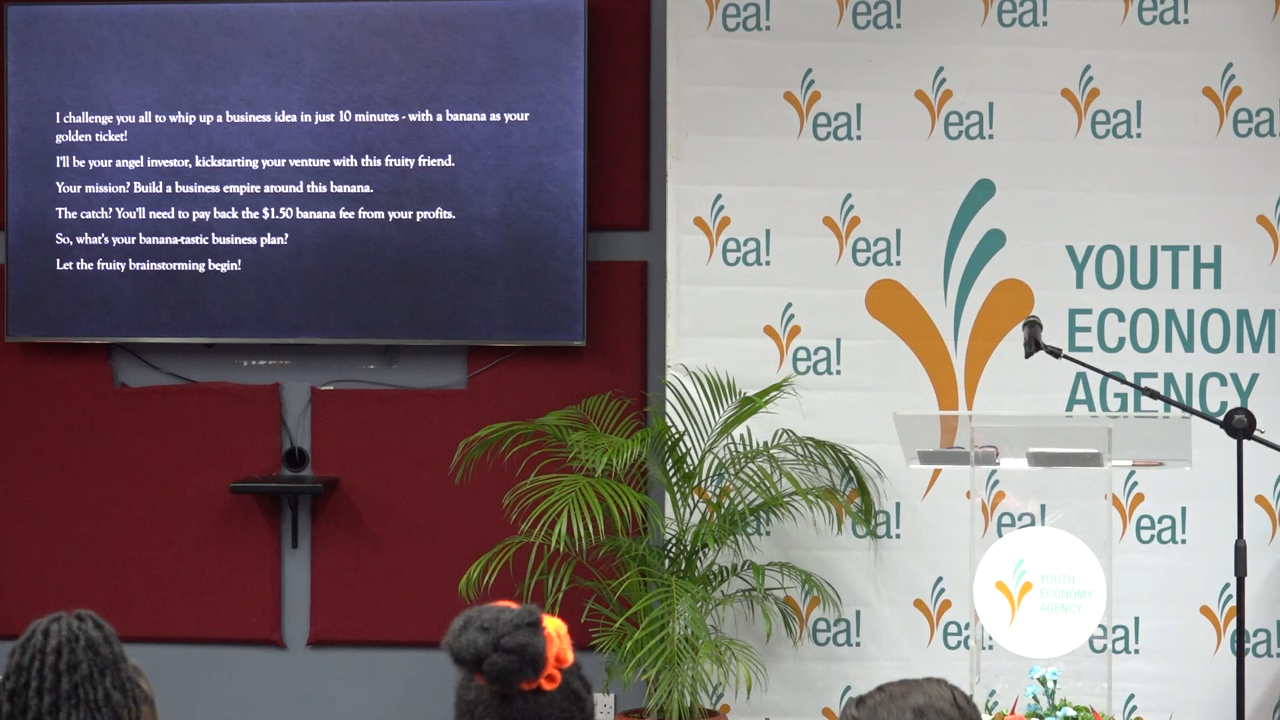 I challenge you all to whip up a business idea in just 10 minutes - with a banana as your
golden ticket!
I'll be your angel investor, kickstarting your venture with this fruity friend.
Your mission? Build a business empire around this banana.
The catch? You'll need to pay back the $1.50 banana fee from your profits.
So, what's your banana-tastic business plan?
Let the fruity brainstorming begin!
ea! ea! ea! ea!
ea! ea! ea! ea
ea! ea!
YOUTH
ECONOM
AGENCY
ea!
ea! ea! ea!
YOUTH
ECONOMY
AGENCY
ea! ea ea! ea!